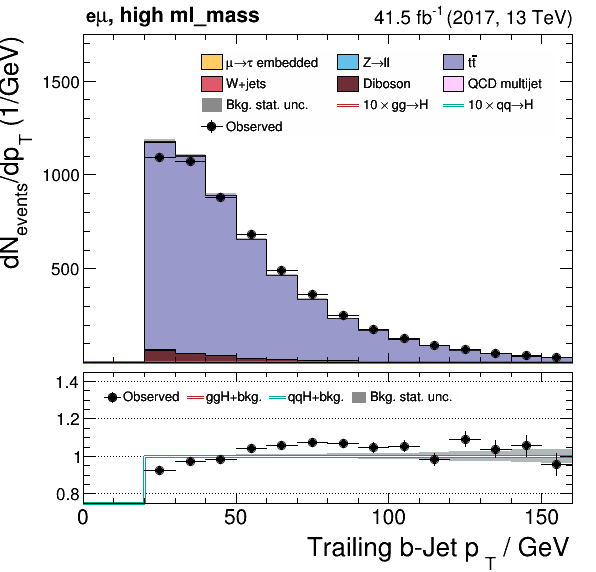 eμ, high ml_mass 41.5 fb⁻¹ (2017, 13 TeV)
dN_events/dp_T (1/GeV)
1500
1000
500
μ→τ embedded Z→ll tt̄
W+jets Diboson QCD multijet
Bkg. stat. unc. 10 × gg→H 10 × qq→H
Observed
1.4
1.2
1
0.8
Observed ggH+bkg. qqH+bkg. Bkg. stat. unc.
0 50 100 150
Trailing b-Jet p_T / GeV